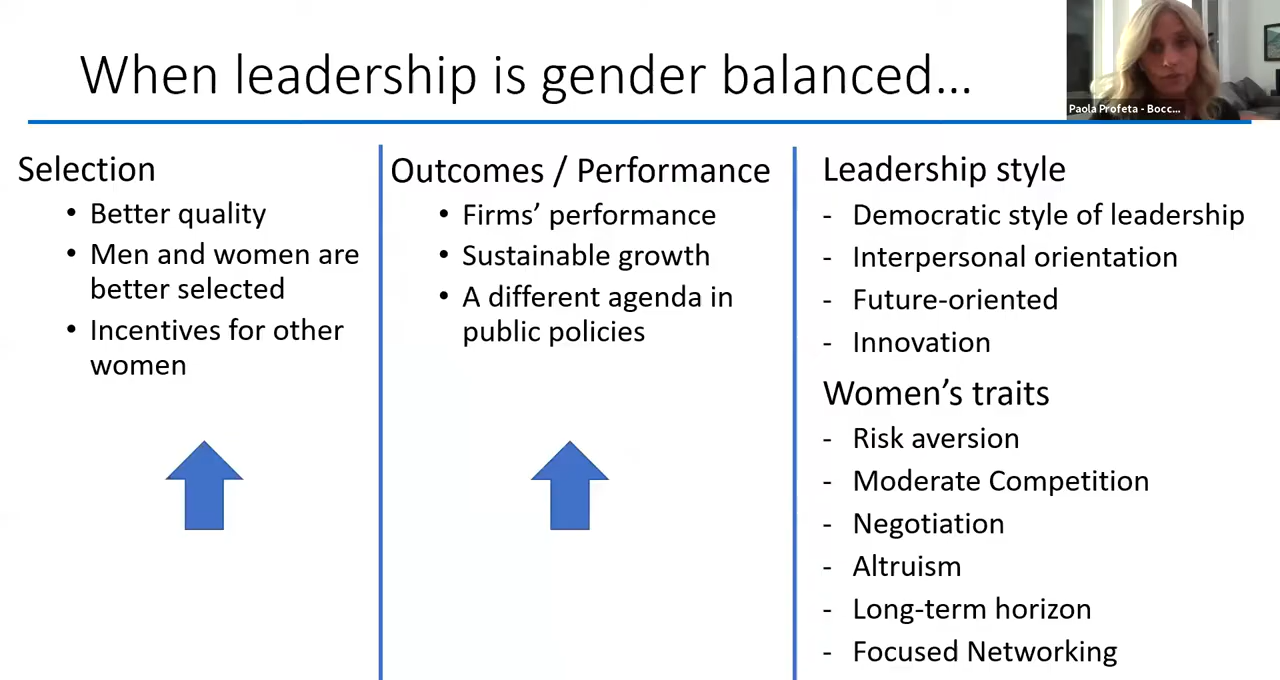 When leadership is gender balanced...
Paola Profeta - Bocc...
Selection
• Better quality
• Men and women are
better selected
• Incentives for other
women
Outcomes / Performance
• Firms’ performance
• Sustainable growth
• A different agenda in
public policies
Leadership style
- Democratic style of leadership
- Interpersonal orientation
- Future-oriented
- Innovation
Women’s traits
- Risk aversion
- Moderate Competition
- Negotiation
- Altruism
- Long-term horizon
- Focused Networking